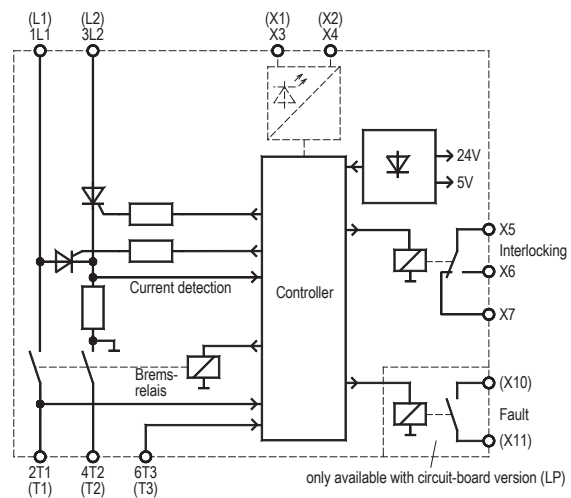 (L1) (L2) (X1) (X2)
1L1 3L2 X3 X4
24V
5V
X5
Interlocking
X6
Current detection
Controller
X7
Brems-
relais
(X10)
Fault
(X11)
2T1 4T2 6T3
(T1) (T2) (T3)
only available with circuit-board version (LP)